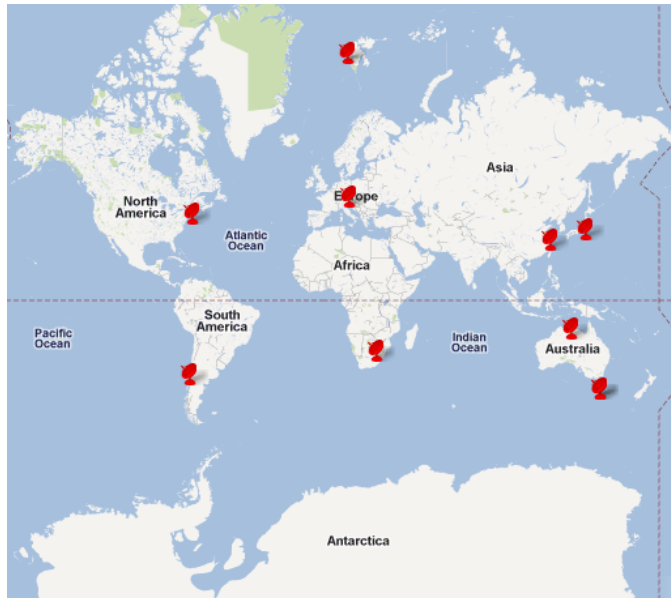 Asia
Europe
North
America
Atlantic
Ocean
Africa
South
America
Pacific
Ocean
Indian
Ocean
Australia
Antarctica